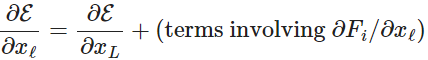 ∂ℰ/∂x_ℓ = ∂ℰ/∂x_L + (terms involving ∂F_i/∂x_ℓ)